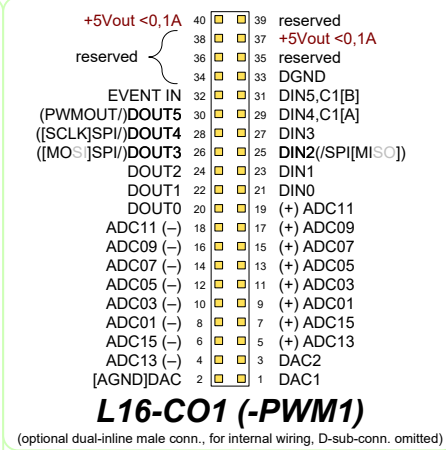 +5Vout <0,1A 40 39 reserved
38 37 +5Vout <0,1A
reserved 36 35 reserved
34 33 DGND
EVENT IN 32 31 DIN5,C1[B]
(PWMOUT/)DOUT5 30 29 DIN4,C1[A]
([SCLK]SPI/)DOUT4 28 27 DIN3
([MOSI]SPI/)DOUT3 26 25 DIN2(/SPI[MISO])
DOUT2 24 23 DIN1
DOUT1 22 21 DIN0
DOUT0 20 19 (+) ADC11
ADC11 (–) 18 17 (+) ADC09
ADC09 (–) 16 15 (+) ADC07
ADC07 (–) 14 13 (+) ADC05
ADC05 (–) 12 11 (+) ADC03
ADC03 (–) 10 9 (+) ADC01
ADC01 (–) 8 7 (+) ADC15
ADC15 (–) 6 5 (+) ADC13
ADC13 (–) 4 3 DAC2
[AGND]DAC 2 1 DAC1
L16-CO1 (-PWM1)
(optional dual-inline male conn., for internal wiring, D-sub-conn. omitted)